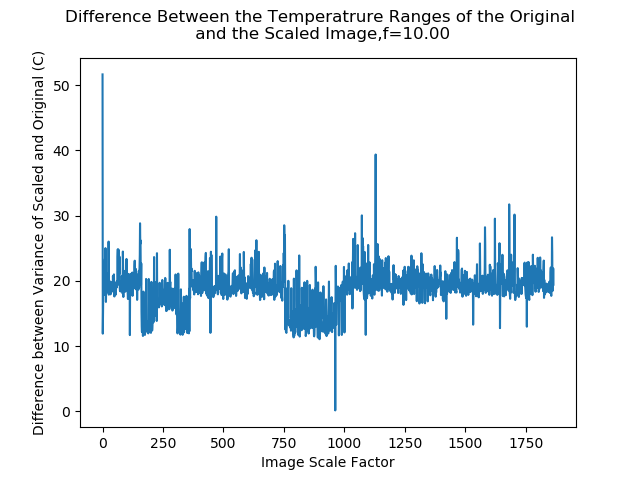 Difference Between the Temperatrure Ranges of the Original
and the Scaled Image,f=10.00
Difference between Variance of Scaled and Original (C)
50
40
30
20
10
0
0 250 500 750 1000 1250 1500 1750
Image Scale Factor